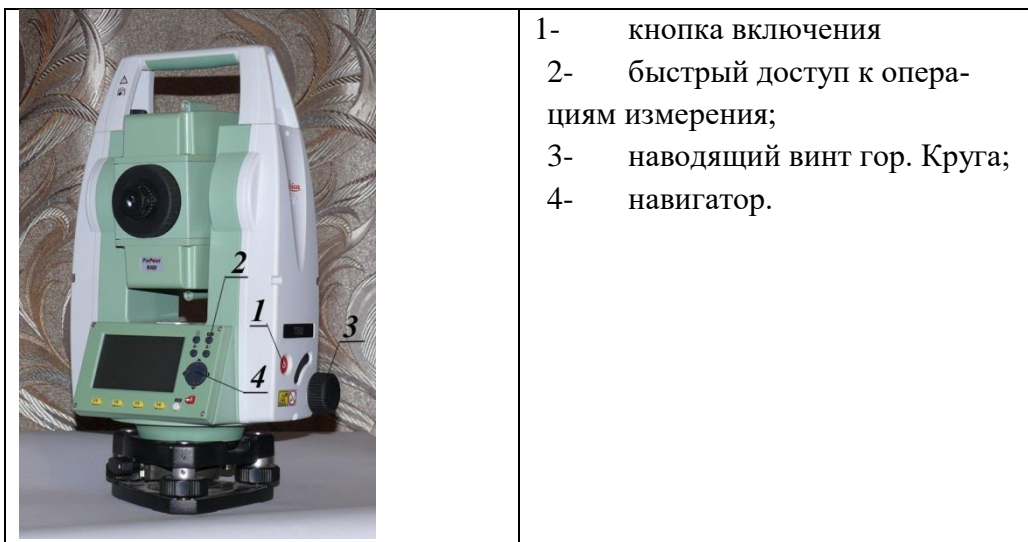 1- кнопка включения
2- быстрый доступ к опера-
циям измерения;
3- наводящий винт гор. Круга;
4- навигатор.
2
1
3
4